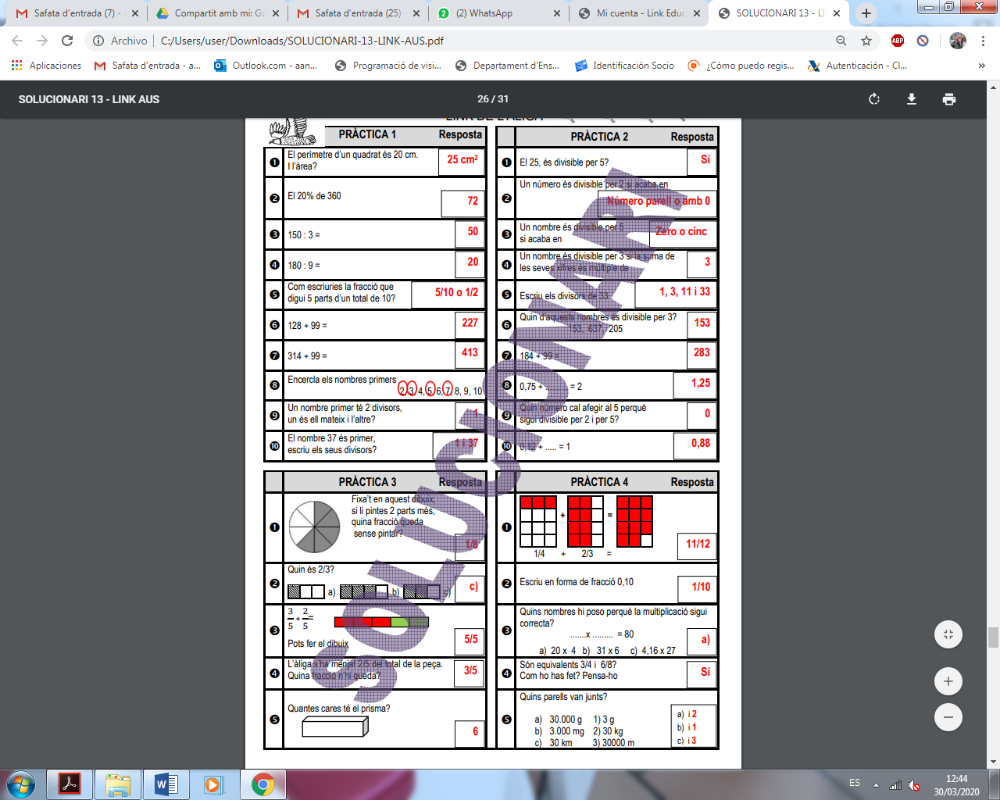 Safata d'entrada (7) -
Compartit amb mi: Go
Safata d'entrada (25)
(2) WhatsApp
Mi cuenta - Link Educ
SOLUCIONARI 13 - LI
Archivo | C:/Users/user/Downloads/SOLUCIONARI-13-LINK-AUS.pdf
Aplicaciones
Safata d'entrada - a...
Outlook.com - aan...
Programació de visi...
Departament d'Ens...
Identificación Socio
¿Cómo puedo regis...
Autenticación - Cl...
»
SOLUCIONARI 13 - LINK AUS
26 / 31
LINK DE L'ÀLIGA
PRÀCTICA 1 Resposta
1 El perímetre d'un quadrat és 20 cm.
I l'àrea?
25 cm²
2 El 20% de 360
72
3 150 : 3 =
50
4 180 : 9 =
20
5 Com escriuries la fracció que
digui 5 parts d'un total de 10?
5/10 o 1/2
6 128 + 99 =
227
7 314 + 99 =
413
8 Encercla els nombres primers
2, 3, 4, 5, 6, 7, 8, 9, 10
9 Un nombre primer té 2 divisors,
un és ell mateix i l'altre?
1
10 El nombre 37 és primer,
escriu els seus divisors?
1 i 37
PRÀCTICA 2 Resposta
1 El 25, és divisible per 5?
Sí
2 Un número és divisible per 2 si acaba en
Número parell o amb 0
3 Un nombre és divisible per 5
si acaba en
Zero o cinc
4 Un nombre és divisible per 3 si la suma de
les seves xifres és múltiple de
3
5 Escriu els divisors de 33
1, 3, 11 i 33
6 Quin d'aquests nombres és divisible per 3?
153, 637, 205
153
7 184 + 99 =
283
8 0,75 + .......... = 2
1,25
9 Quin número cal afegir al 5 perquè
sigui divisible per 2 i per 5?
0
10 0,12 + ..... = 1
0,88
PRÀCTICA 3 Resposta
1 Fixa't en aquest dibuix,
si li pintes 2 parts més,
quina fracció queda
sense pintar?
1/8
2 Quin és 2/3?
a) b) c)
c)
3 3/5 + 2/5 =
Pots fer el dibuix
5/5
4 L'àliga s'ha menjat 2/5 del total de la peça.
Quina fracció n'hi queda?
3/5
5 Quantes cares té el prisma?
6
PRÀCTICA 4 Resposta
1 + =
1/4 + 2/3 =
11/12
2 Escriu en forma de fracció 0,10
1/10
3 Quins nombres hi poso perquè la multiplicació sigui
correcta?
.......x ......... = 80
a) 20 x 4 b) 31 x 6 c) 4,16 x 27
a)
4 Són equivalents 3/4 i 6/8?
Com ho has fet? Pensa-ho
Sí
5 Quins parells van junts?
a) 30.000 g 1) 3 g
b) 3.000 mg 2) 30 kg
c) 30 km 3) 30000 m
a) i 2
b) i 1
c) i 3
SOLUCIONARI
ES
12:44
30/03/2020